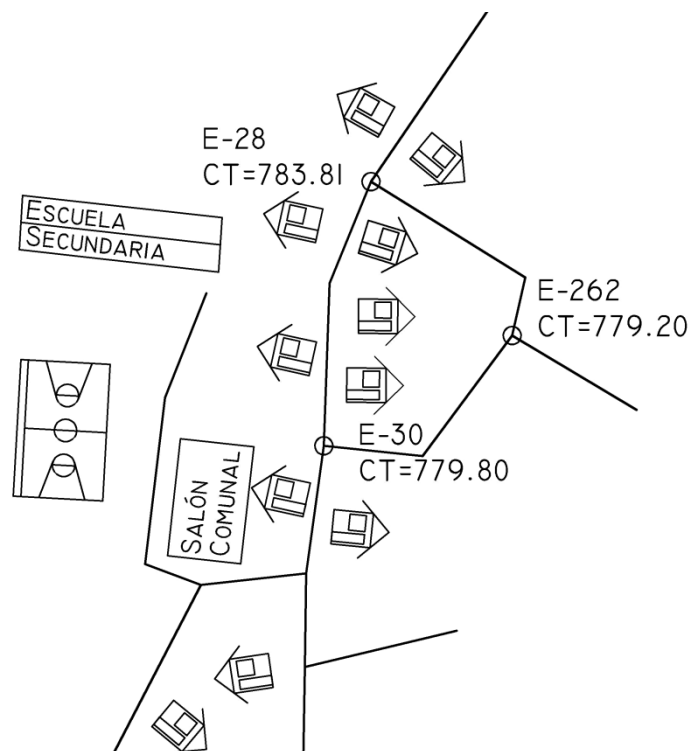 E-28
CT=783.81
ESCUELA
SECUNDARIA
E-262
CT=779.20
E-30
CT=779.80
SALÓN
COMUNAL